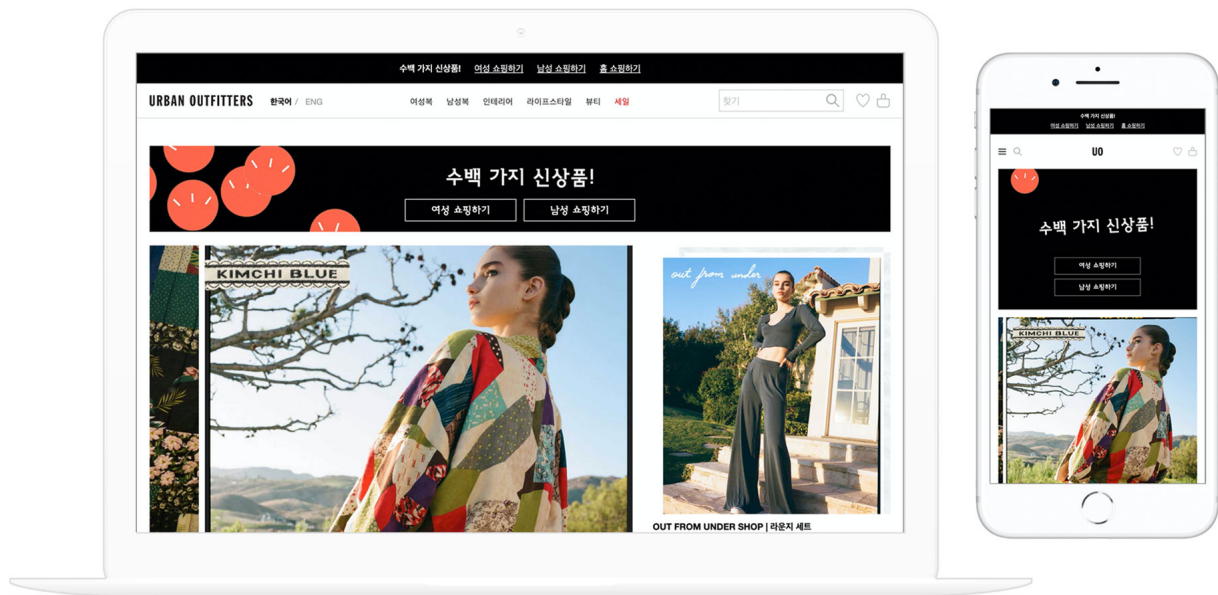 수백 가지 신상품! 여성 쇼핑하기 남성 쇼핑하기 홈 쇼핑하기
URBAN OUTFITTERS 한국어 / ENG 여성복 남성복 인테리어 라이프스타일 뷰티 세일 찾기
수백 가지 신상품!
여성 쇼핑하기 남성 쇼핑하기
KIMCHI BLUE
out from under
OUT FROM UNDER SHOP | 라운지 세트
수백 가지 신상품!
여성 쇼핑하기 남성 쇼핑하기 홈 쇼핑하기
UO
수백 가지 신상품!
여성 쇼핑하기
남성 쇼핑하기
KIMCHI BLUE